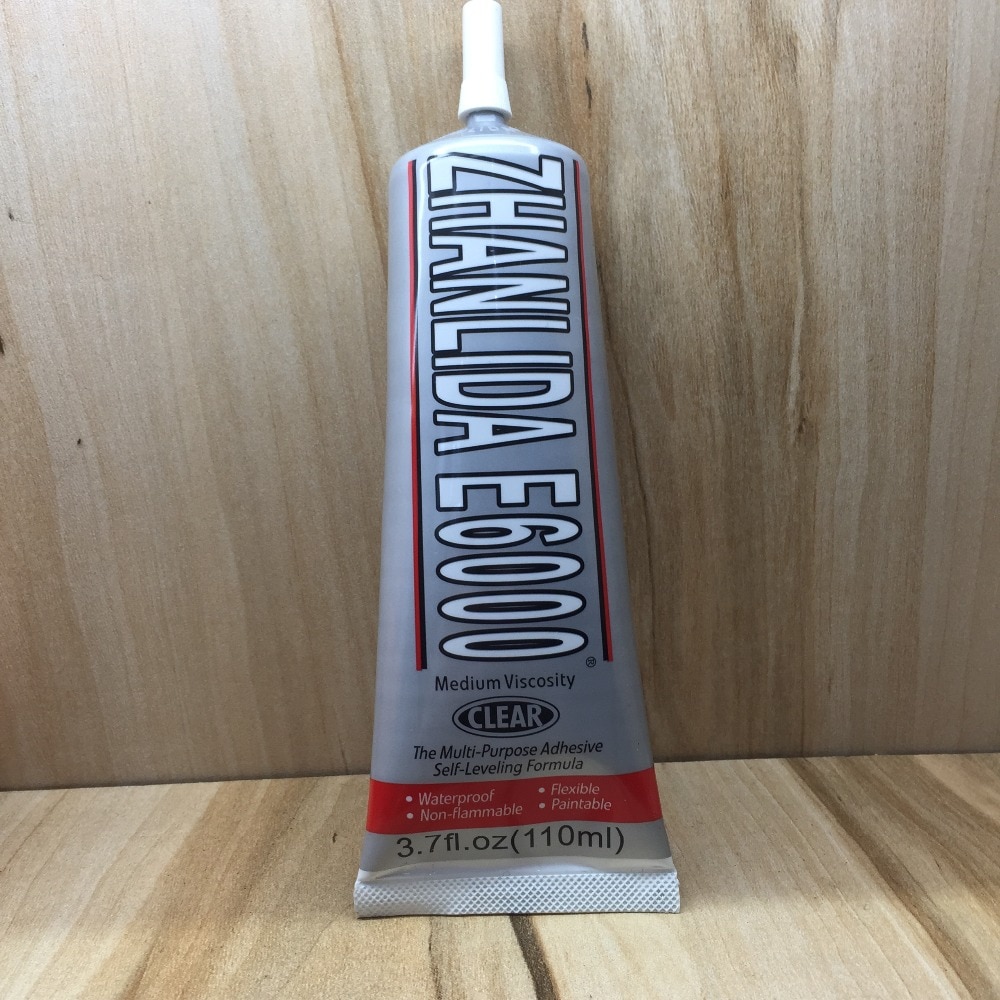 ZHANLIDA E6000®
Medium Viscosity
CLEAR
The Multi-Purpose Adhesive
Self-Leveling Formula
• Waterproof • Flexible
• Non-flammable • Paintable
3.7fl.oz(110ml)